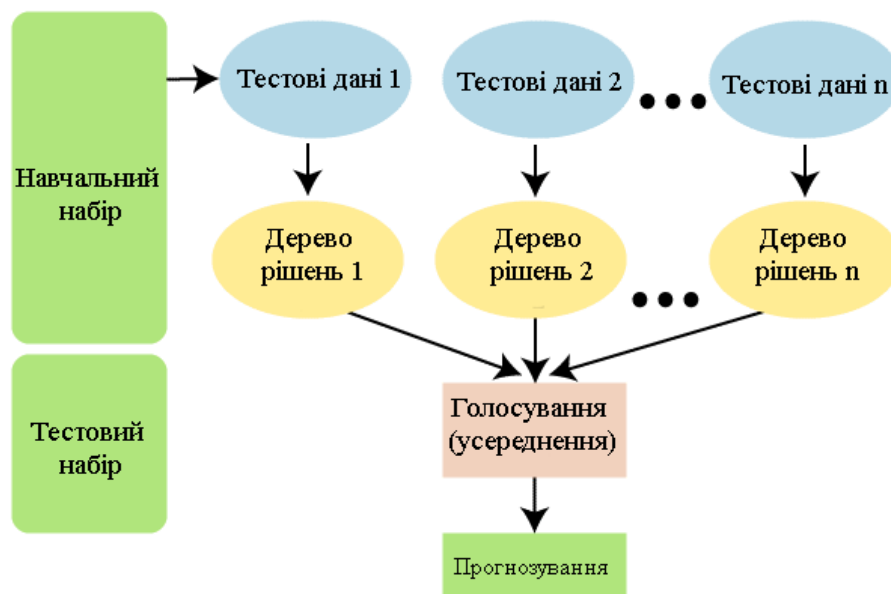 Навчальний
набір
Тестовий
набір
Тестові дані 1
Тестові дані 2
Тестові дані n
Дерево
рішень 1
Дерево
рішень 2
Дерево
рішень n
Голосування
(усереднення)
Прогнозування